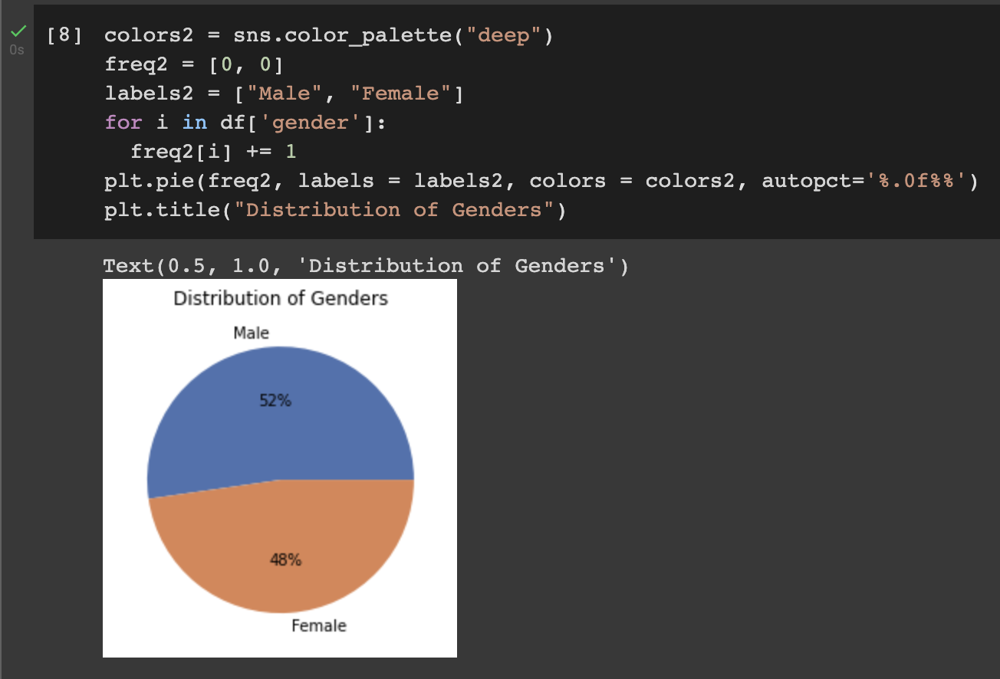 [8] colors2 = sns.color_palette("deep")
0s
freq2 = [0, 0]
labels2 = ["Male", "Female"]
for i in df['gender']:
  freq2[i] += 1
plt.pie(freq2, labels = labels2, colors = colors2, autopct='%.0f%%')
plt.title("Distribution of Genders")
Text(0.5, 1.0, 'Distribution of Genders')
Distribution of Genders
Male
52%
48%
Female